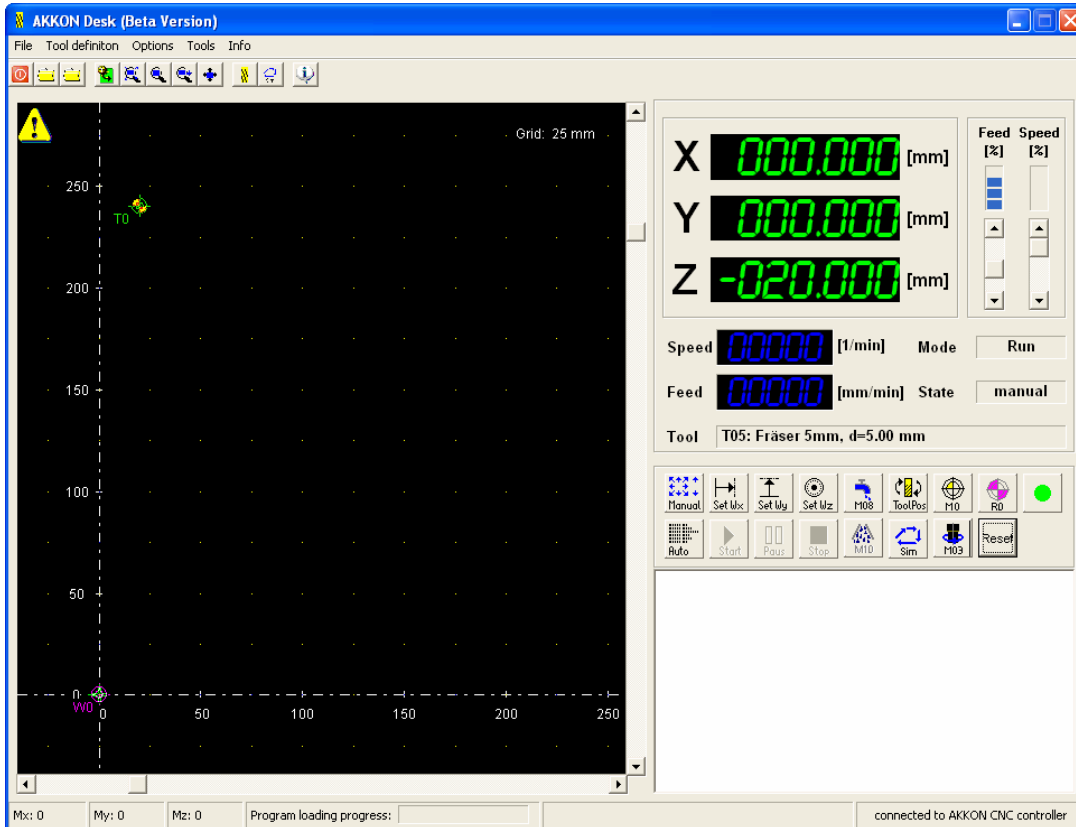 AKKON Desk (Beta Version)
File Tool definiton Options Tools Info
Grid: 25 mm
250
T0
200
150
100
50
0
W0
0 50 100 150 200 250
X 000.000 [mm]
Y 000.000 [mm]
Z -020.000 [mm]
Feed Speed
[%] [%]
Speed 00000 [1/min] Mode Run
Feed 00000 [mm/min] State manual
Tool T05: Fräser 5mm, d=5.00 mm
Manual Set Wx Set Wy Set Wz M08 ToolPos M0 R0
Auto Start Paus Stop M10 Sim M03 Reset
Mx: 0 My: 0 Mz: 0 Program loading progress: connected to AKKON CNC controller